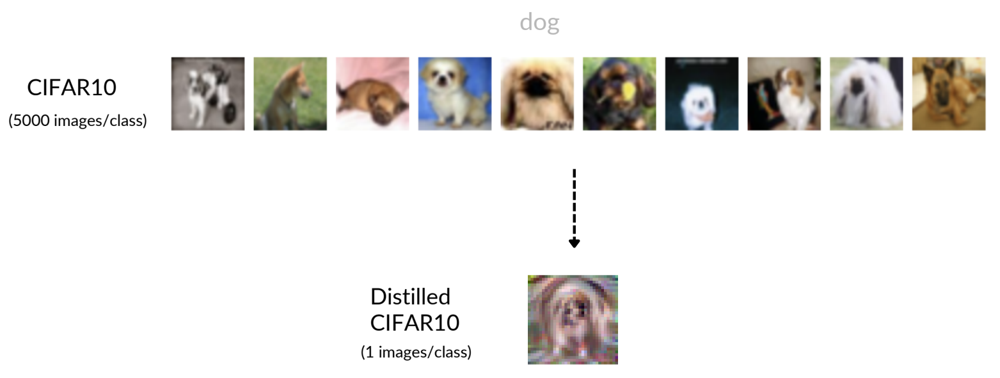 dog
CIFAR10
(5000 images/class)
Distilled
CIFAR10
(1 images/class)